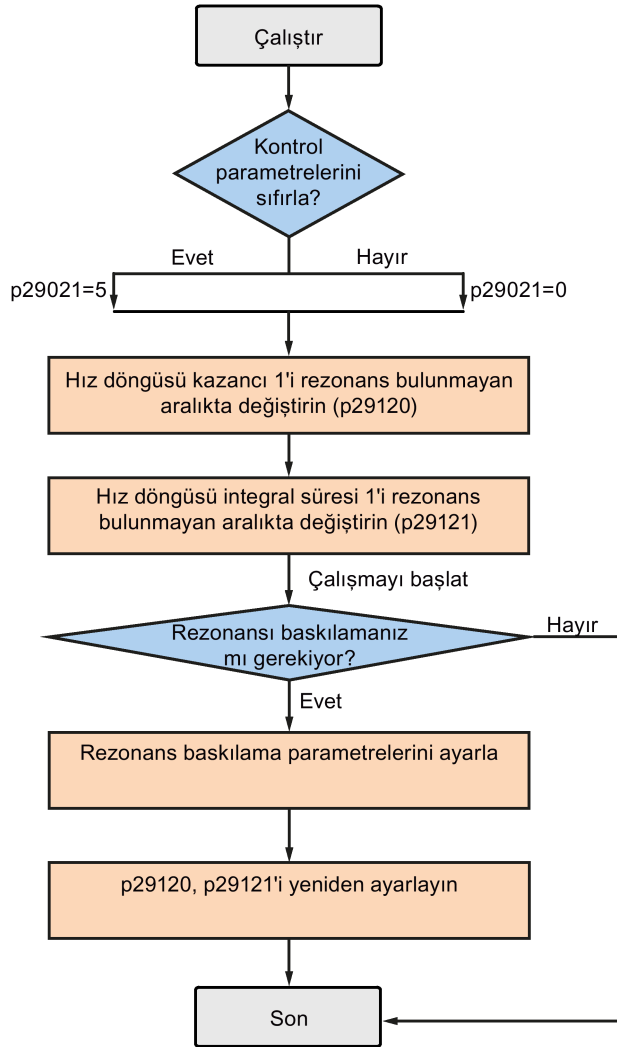 Çalıştır
Kontrol
parametrelerini
sıfırla?
Evet
Hayır
p29021=5
p29021=0
Hız döngüsü kazancı 1'i rezonans bulunmayan
aralıkta değiştirin (p29120)
Hız döngüsü integral süresi 1'i rezonans
bulunmayan aralıkta değiştirin (p29121)
Çalışmayı başlat
Rezonansı baskılamanız
mı gerekiyor?
Hayır
Evet
Rezonans baskılama parametrelerini ayarla
p29120, p29121'i yeniden ayarlayın
Son